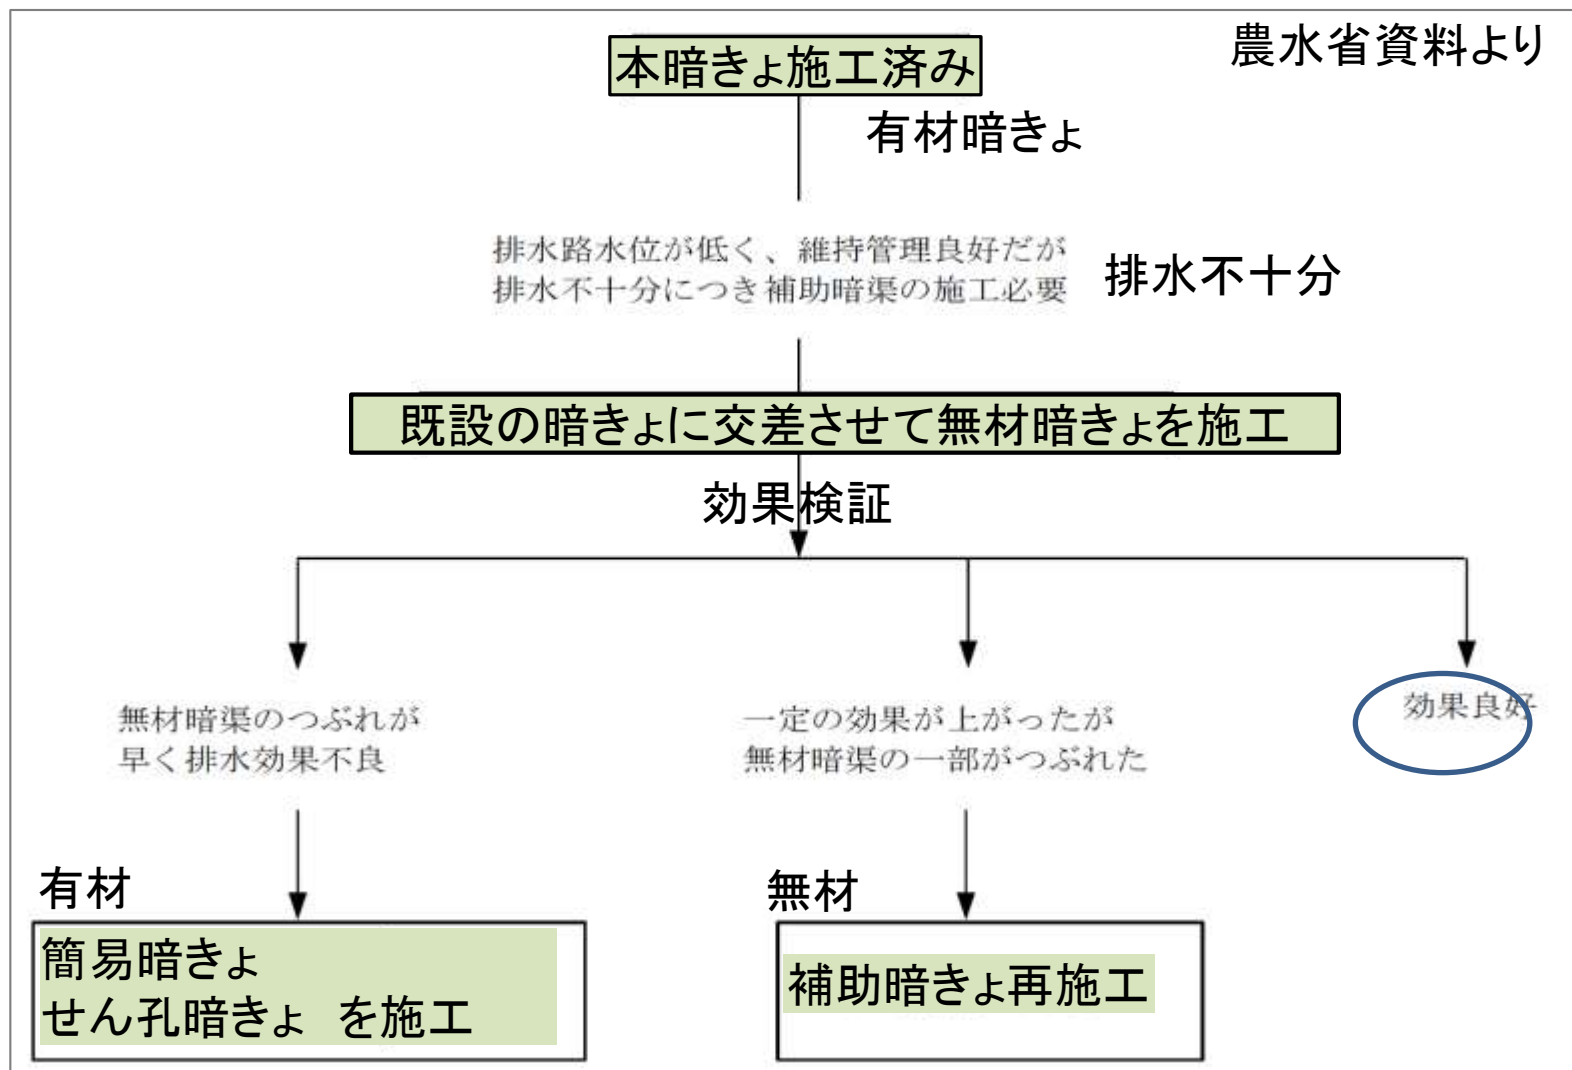 農水省資料より
本暗きょ施工済み
有材暗きょ
排水路水位が低く、維持管理良好だが
排水不十分につき補助暗渠の施工必要
排水不十分
既設の暗きょに交差させて無材暗きょを施工
効果検証
無材暗渠のつぶれが
早く排水効果不良
一定の効果が上がったが
無材暗渠の一部がつぶれた
効果良好
有材
簡易暗きょ
せん孔暗きょ を施工
無材
補助暗きょ再施工